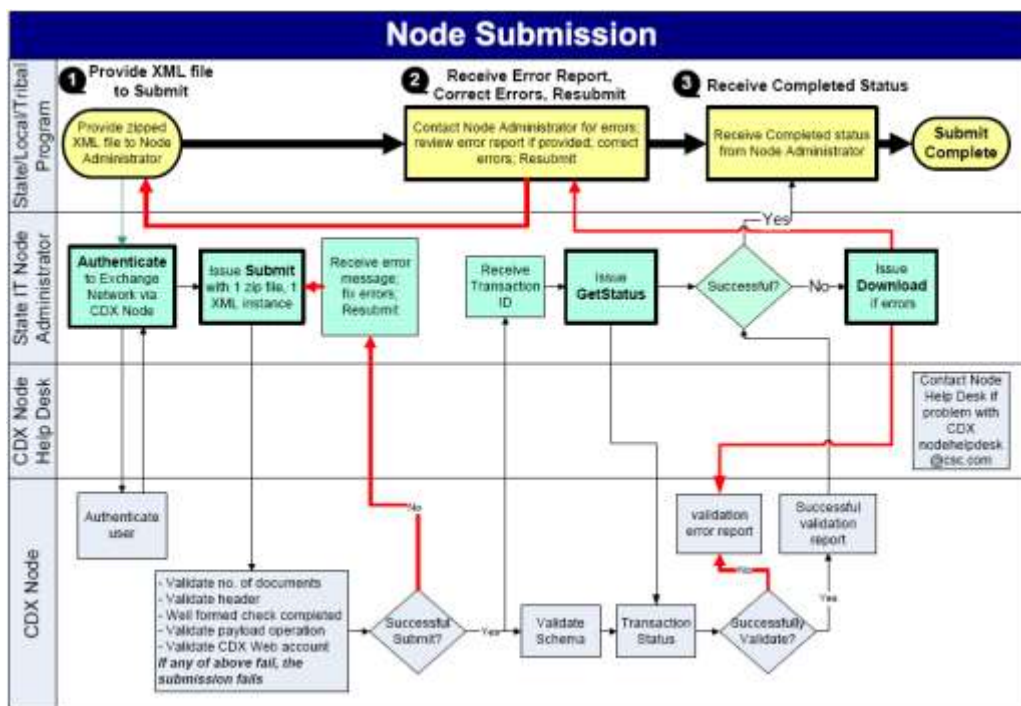 Node Submission
State/Local/Tribal
Program
1
Provide XML file
to Submit
2
Receive Error Report,
Correct Errors, Resubmit
3
Receive Completed Status
Provide zipped
XML file to Node
Administrator
Contact Node Administrator for errors;
review error report if provided; correct
errors; Resubmit
Receive Completed status
from Node Administrator
Submit
Complete
State IT Node
Administrator
Authenticate
to Exchange
Network via
CDX Node
Issue Submit
with 1 zip file, 1
XML instance
Receive error
message;
fix errors;
Resubmit
Receive
Transaction
ID
Issue
GetStatus
Successful?
Yes
No
Issue
Download
if errors
CDX Node
Help Desk
Contact Node
Help Desk if
problem with
CDX
nodehelpdesk
@csc.com
CDX Node
Authenticate
user
- Validate no. of documents
- Validate header
- Well formed check completed
- Validate payload operation
- Validate CDX Web account
If any of above fail, the
submission fails
No
Successful
Submit?
Yes
Validate
Schema
Transaction
Status
validation
error report
No
Successfully
Validate?
Yes
Successful
validation
report